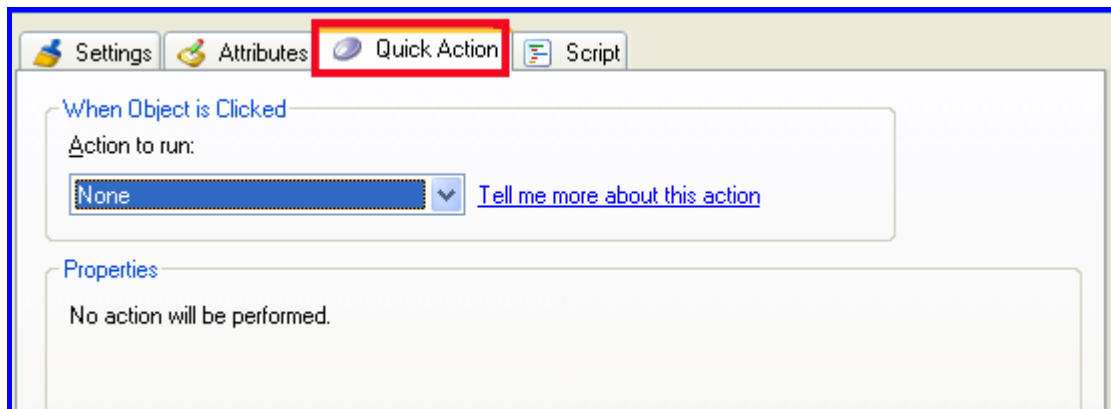 Settings Attributes Quick Action Script
When Object is Clicked
Action to run:
None Tell me more about this action
Properties
No action will be performed.